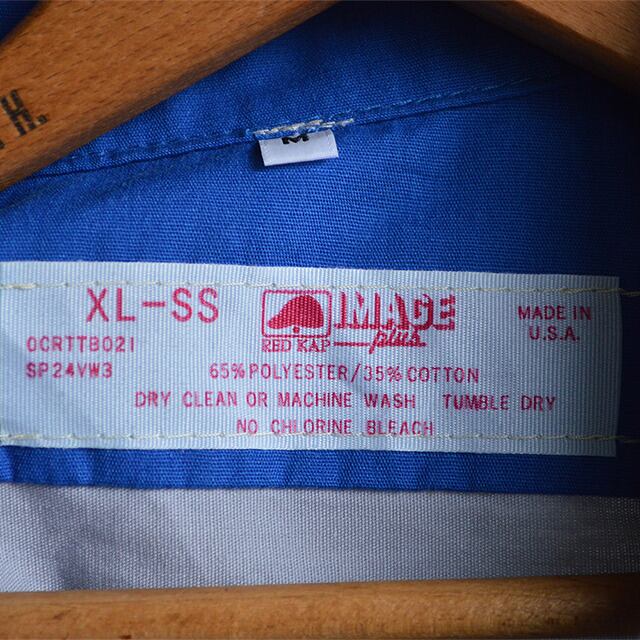 H.
M
XL-SS
RED KAP
IMAGE
plus
MADE IN
U.S.A.
OCRTTB021
SP24VW3
65% POLYESTER/35% COTTON
DRY CLEAN OR MACHINE WASH TUMBLE DRY
NO CHLORINE BLEACH